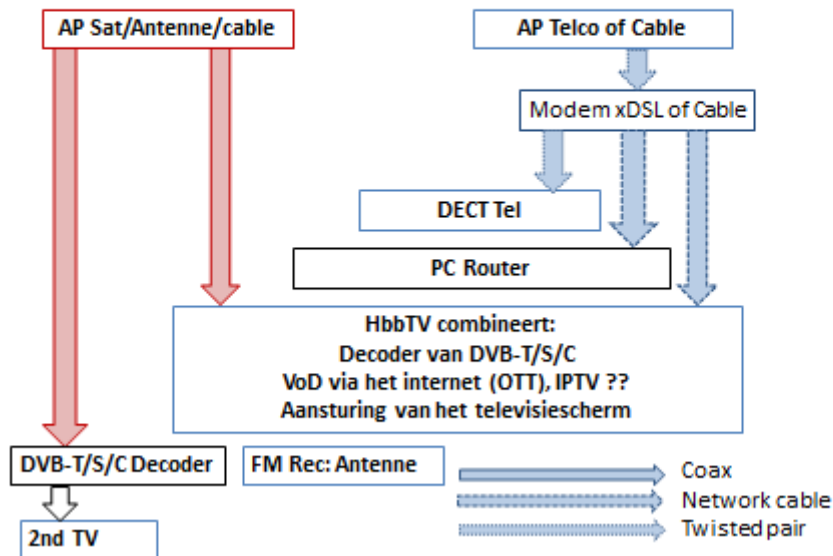 AP Sat/Antenne/cable
AP Telco of Cable
Modem xDSL of Cable
DECT Tel
PC Router
HbbTV combineert:
Decoder van DVB-T/S/C
VoD via het internet (OTT), IPTV ??
Aansturing van het televisiescherm
DVB-T/S/C Decoder
FM Rec: Antenne
2nd TV
Coax
Network cable
Twisted pair